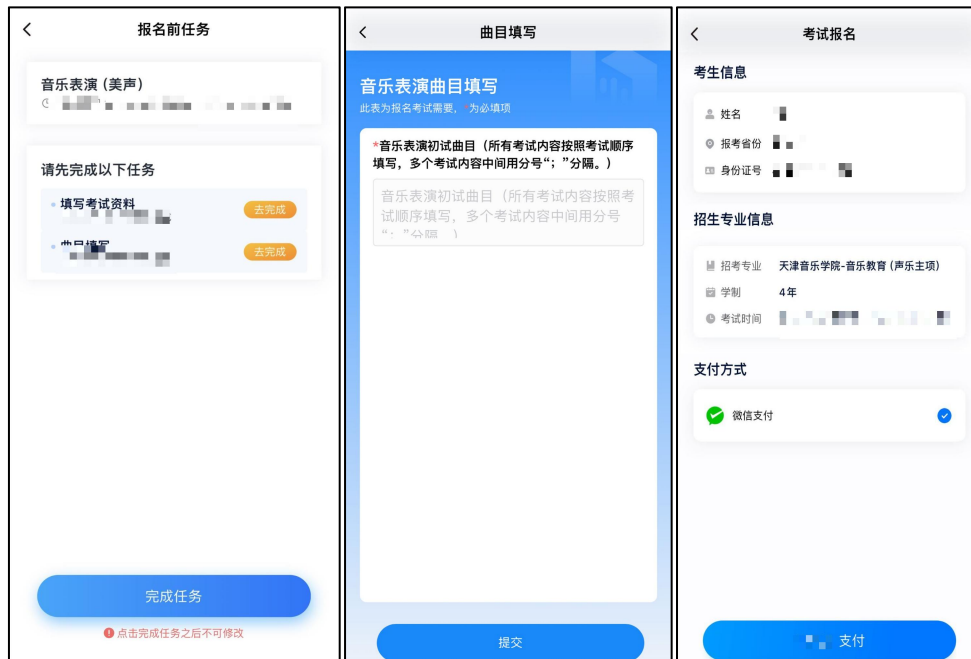 报名前任务
音乐表演（美声）
请先完成以下任务
填写考试资料
去完成
曲目填写
去完成
完成任务
点击完成任务之后不可修改
曲目填写
音乐表演曲目填写
此表为报名考试需要，*为必填项
*音乐表演初试曲目（所有考试内容按照考试顺序
填写，多个考试内容中间用分号“；”分隔。）
音乐表演初试曲目（所有考试内容按照考
试顺序填写，多个考试内容中间用分号
“；”分隔。）
提交
考试报名
考生信息
姓名
报考省份
身份证号
招生专业信息
招考专业 天津音乐学院-音乐教育（声乐主项）
学制 4年
考试时间
支付方式
微信支付
支付